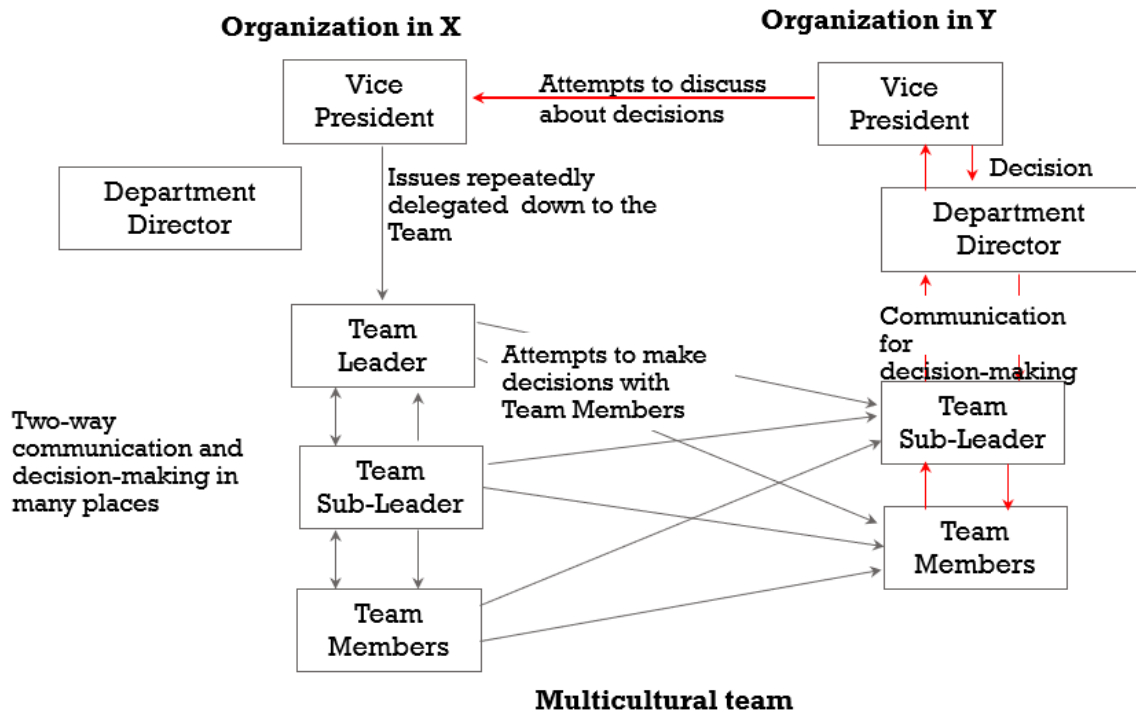 Organization in X
Organization in Y
Vice
President
Attempts to discuss
about decisions
Vice
President
Department
Director
Issues repeatedly
delegated down to the
Team
Decision
Department
Director
Team
Leader
Attempts to make
decisions with
Team Members
Communication
for
decision-making
Two-way
communication and
decision-making in
many places
Team
Sub-Leader
Team
Sub-Leader
Team
Members
Team
Members
Multicultural team